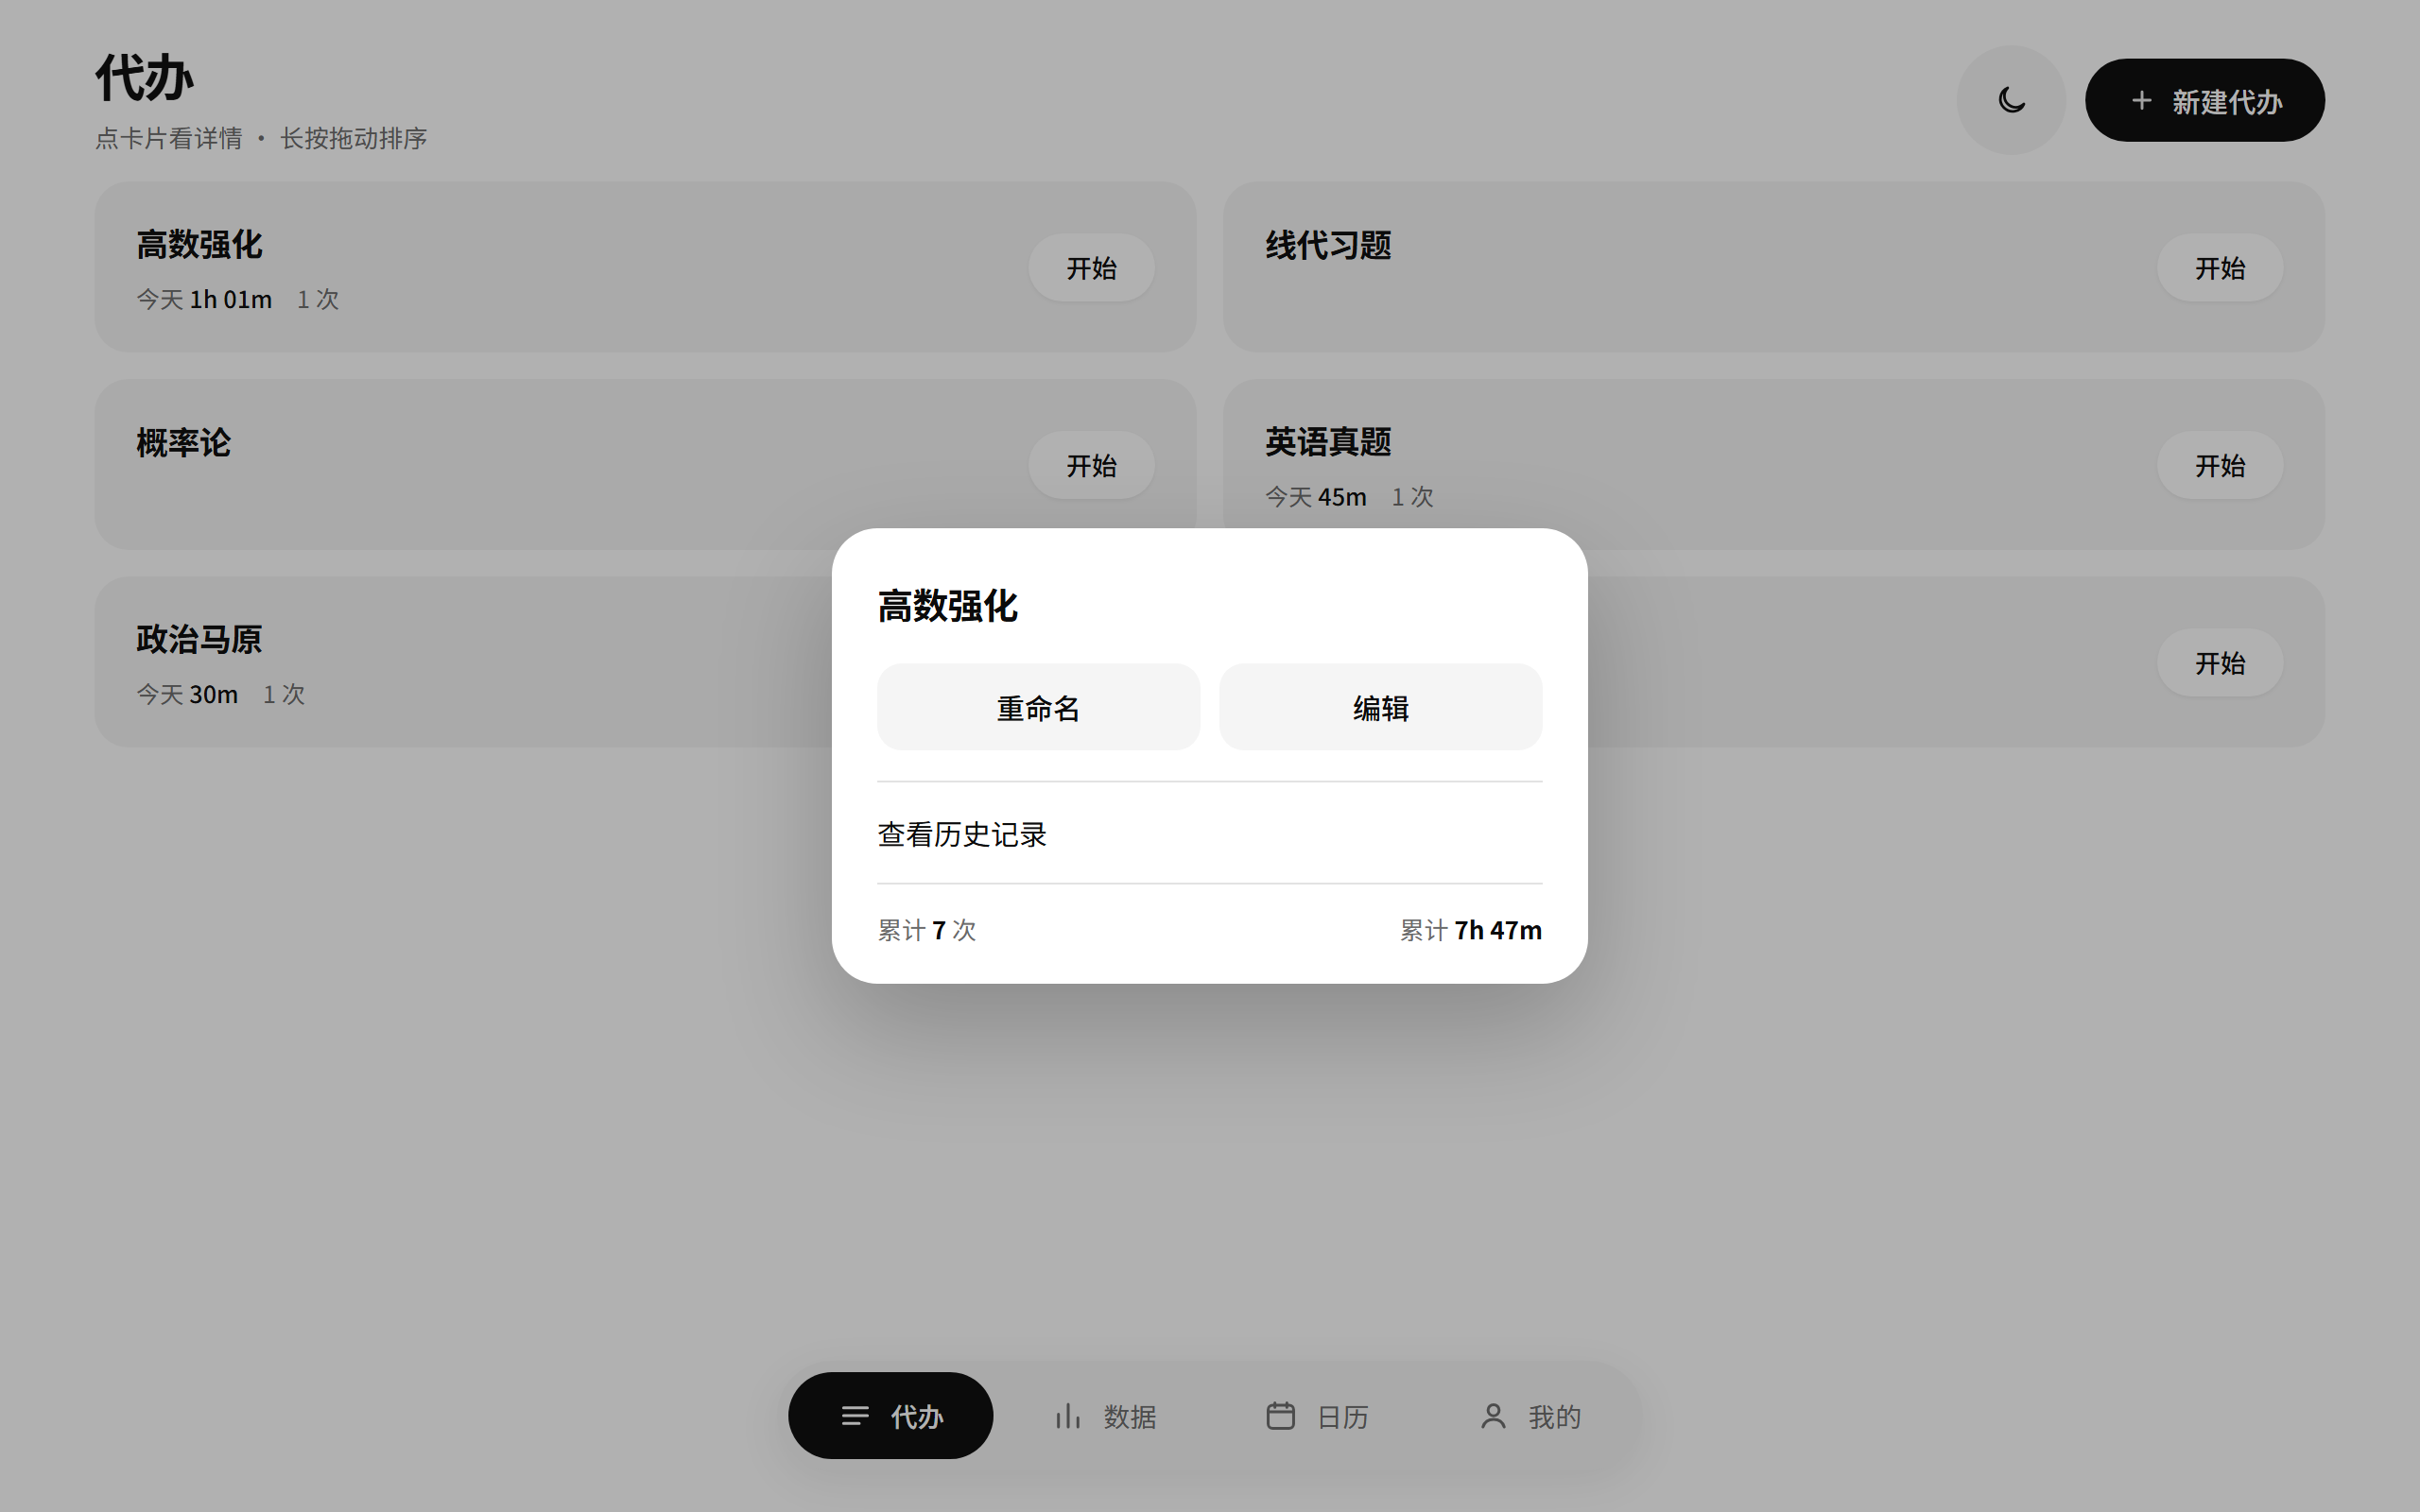 代办
点卡片看详情 · 长按拖动排序
新建代办
高数强化
今天 1h 01m 1 次
开始
线代习题
开始
概率论
开始
英语真题
今天 45m 1 次
开始
政治马原
今天 30m 1 次
开始
高数强化
重命名
编辑
查看历史记录
累计 7 次
累计 7h 47m
代办
数据
日历
我的